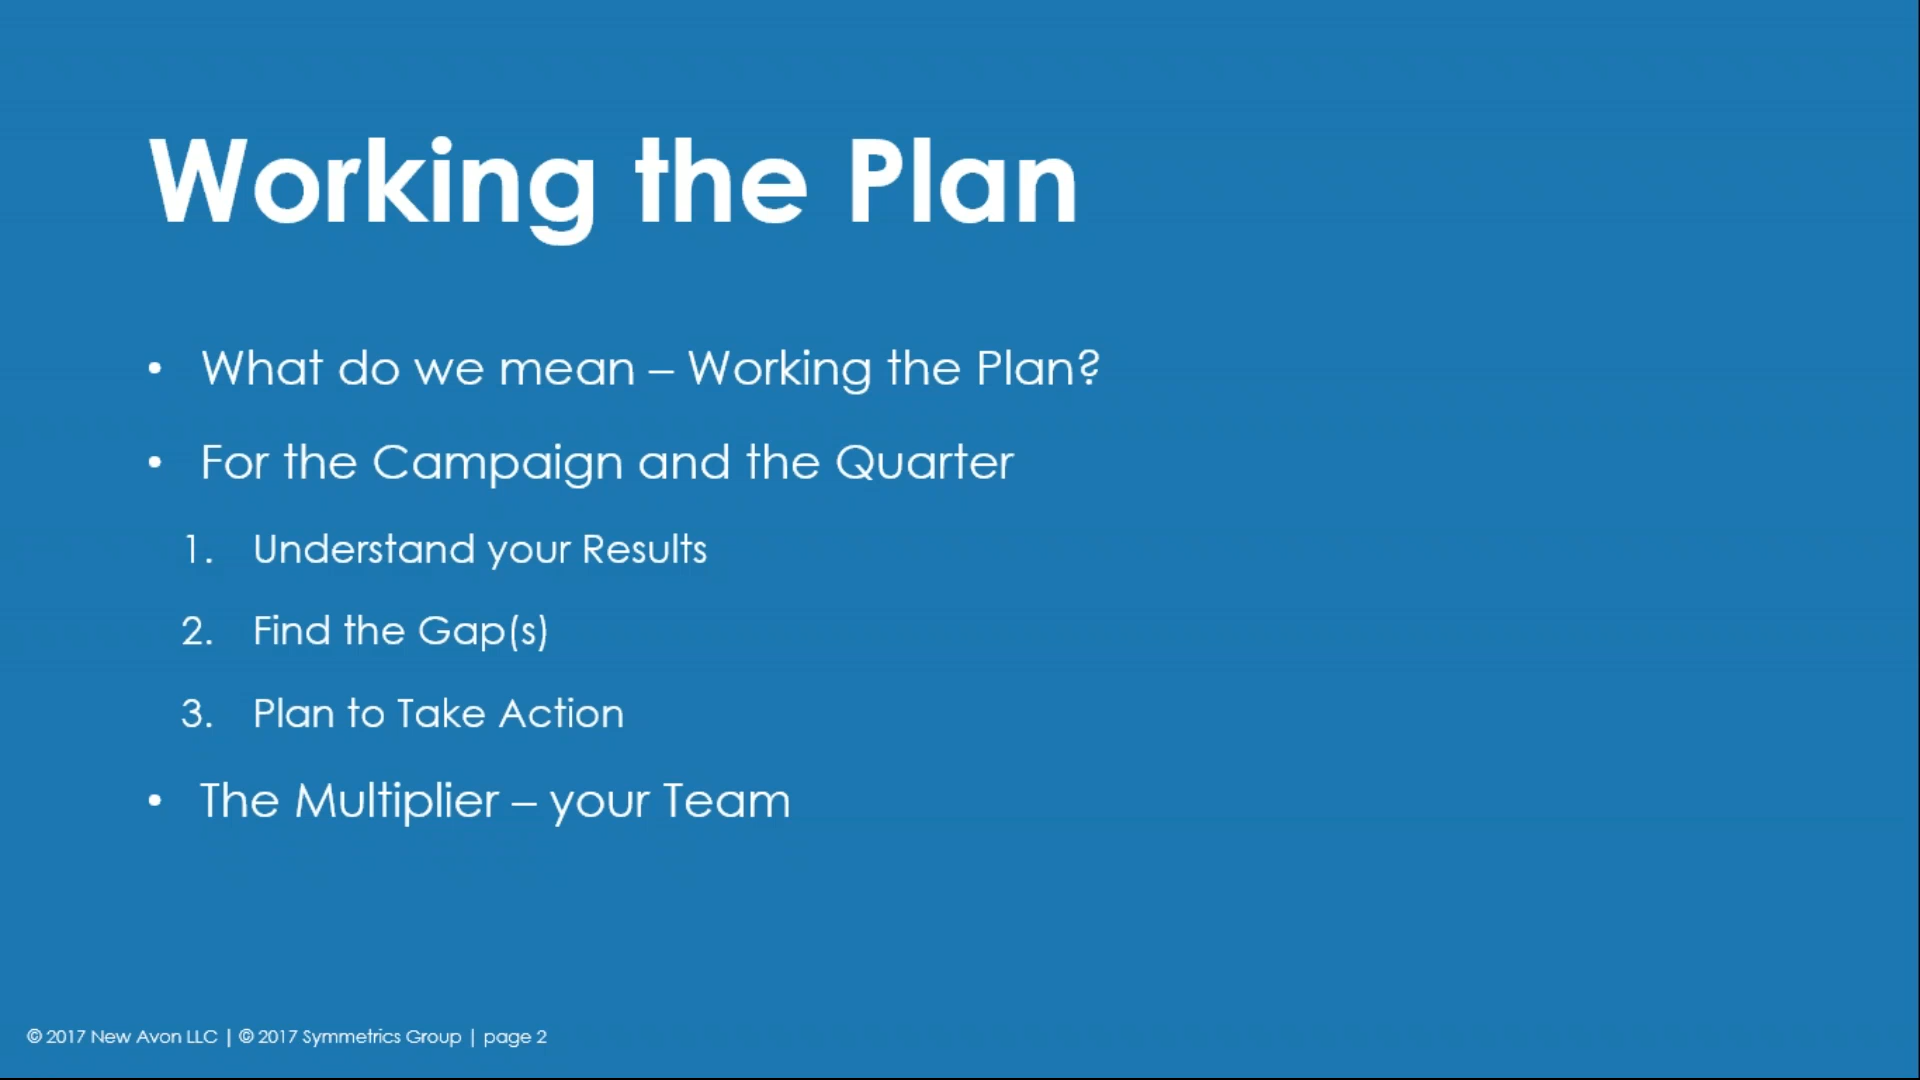 Working the Plan
• What do we mean – Working the Plan?
• For the Campaign and the Quarter
1. Understand your Results
2. Find the Gap(s)
3. Plan to Take Action
• The Multiplier – your Team
© 2017 New Avon LLC | © 2017 Symmetrics Group | page 2